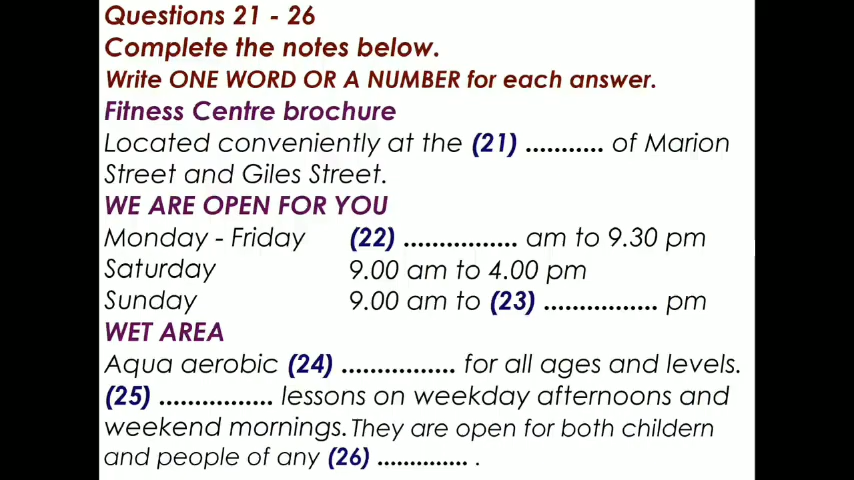 Questions 21 - 26
Complete the notes below.
Write ONE WORD OR A NUMBER for each answer.
Fitness Centre brochure
Located conveniently at the (21) ........... of Marion
Street and Giles Street.
WE ARE OPEN FOR YOU
Monday - Friday (22) ................ am to 9.30 pm
Saturday 9.00 am to 4.00 pm
Sunday 9.00 am to (23) ................ pm
WET AREA
Aqua aerobic (24) ................ for all ages and levels.
(25) ................ lessons on weekday afternoons and
weekend mornings. They are open for both childern
and people of any (26) .............. .